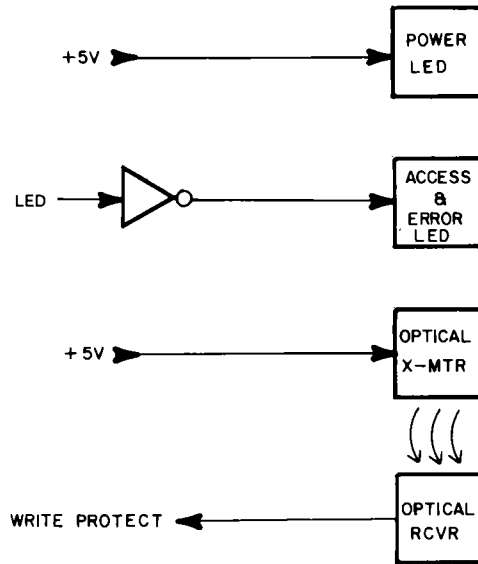 +5V
POWER
LED
LED
ACCESS
&
ERROR
LED
+5V
OPTICAL
X-MTR
WRITE PROTECT
OPTICAL
RCVR